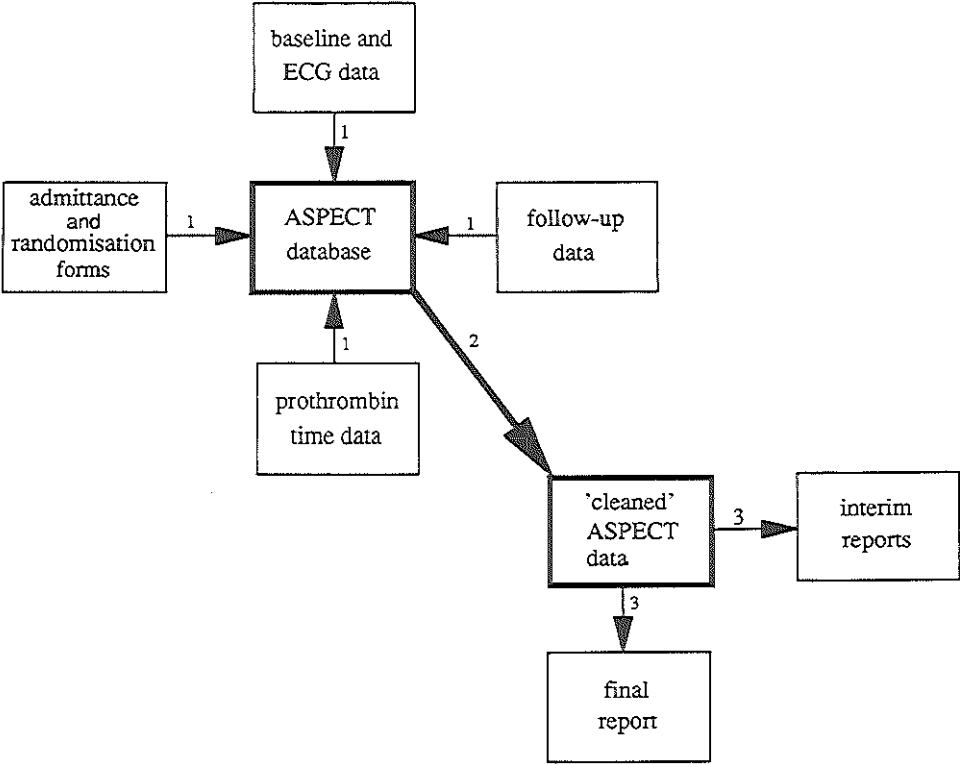 baseline and
ECG data
1
admittance
and
randomisation
forms
1
ASPECT
database
1
follow-up
data
1
prothrombin
time data
2
'cleaned'
ASPECT
data
3
interim
reports
3
final
report